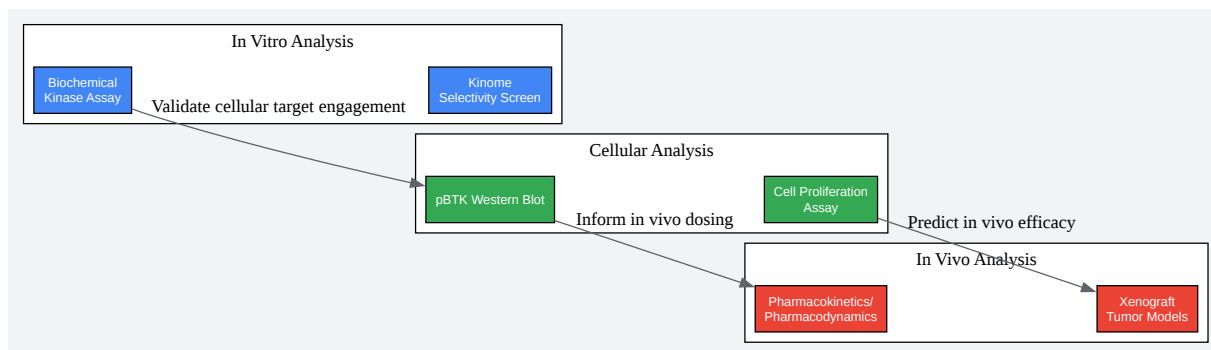 In Vitro Analysis
Biochemical
Kinase Assay
Kinome
Selectivity Screen
Validate cellular target engagement
Cellular Analysis
pBTK Western Blot
Cell Proliferation
Assay
Inform in vivo dosing
Predict in vivo efficacy
In Vivo Analysis
Pharmacokinetics/
Pharmacodynamics
Xenograft
Tumor Models